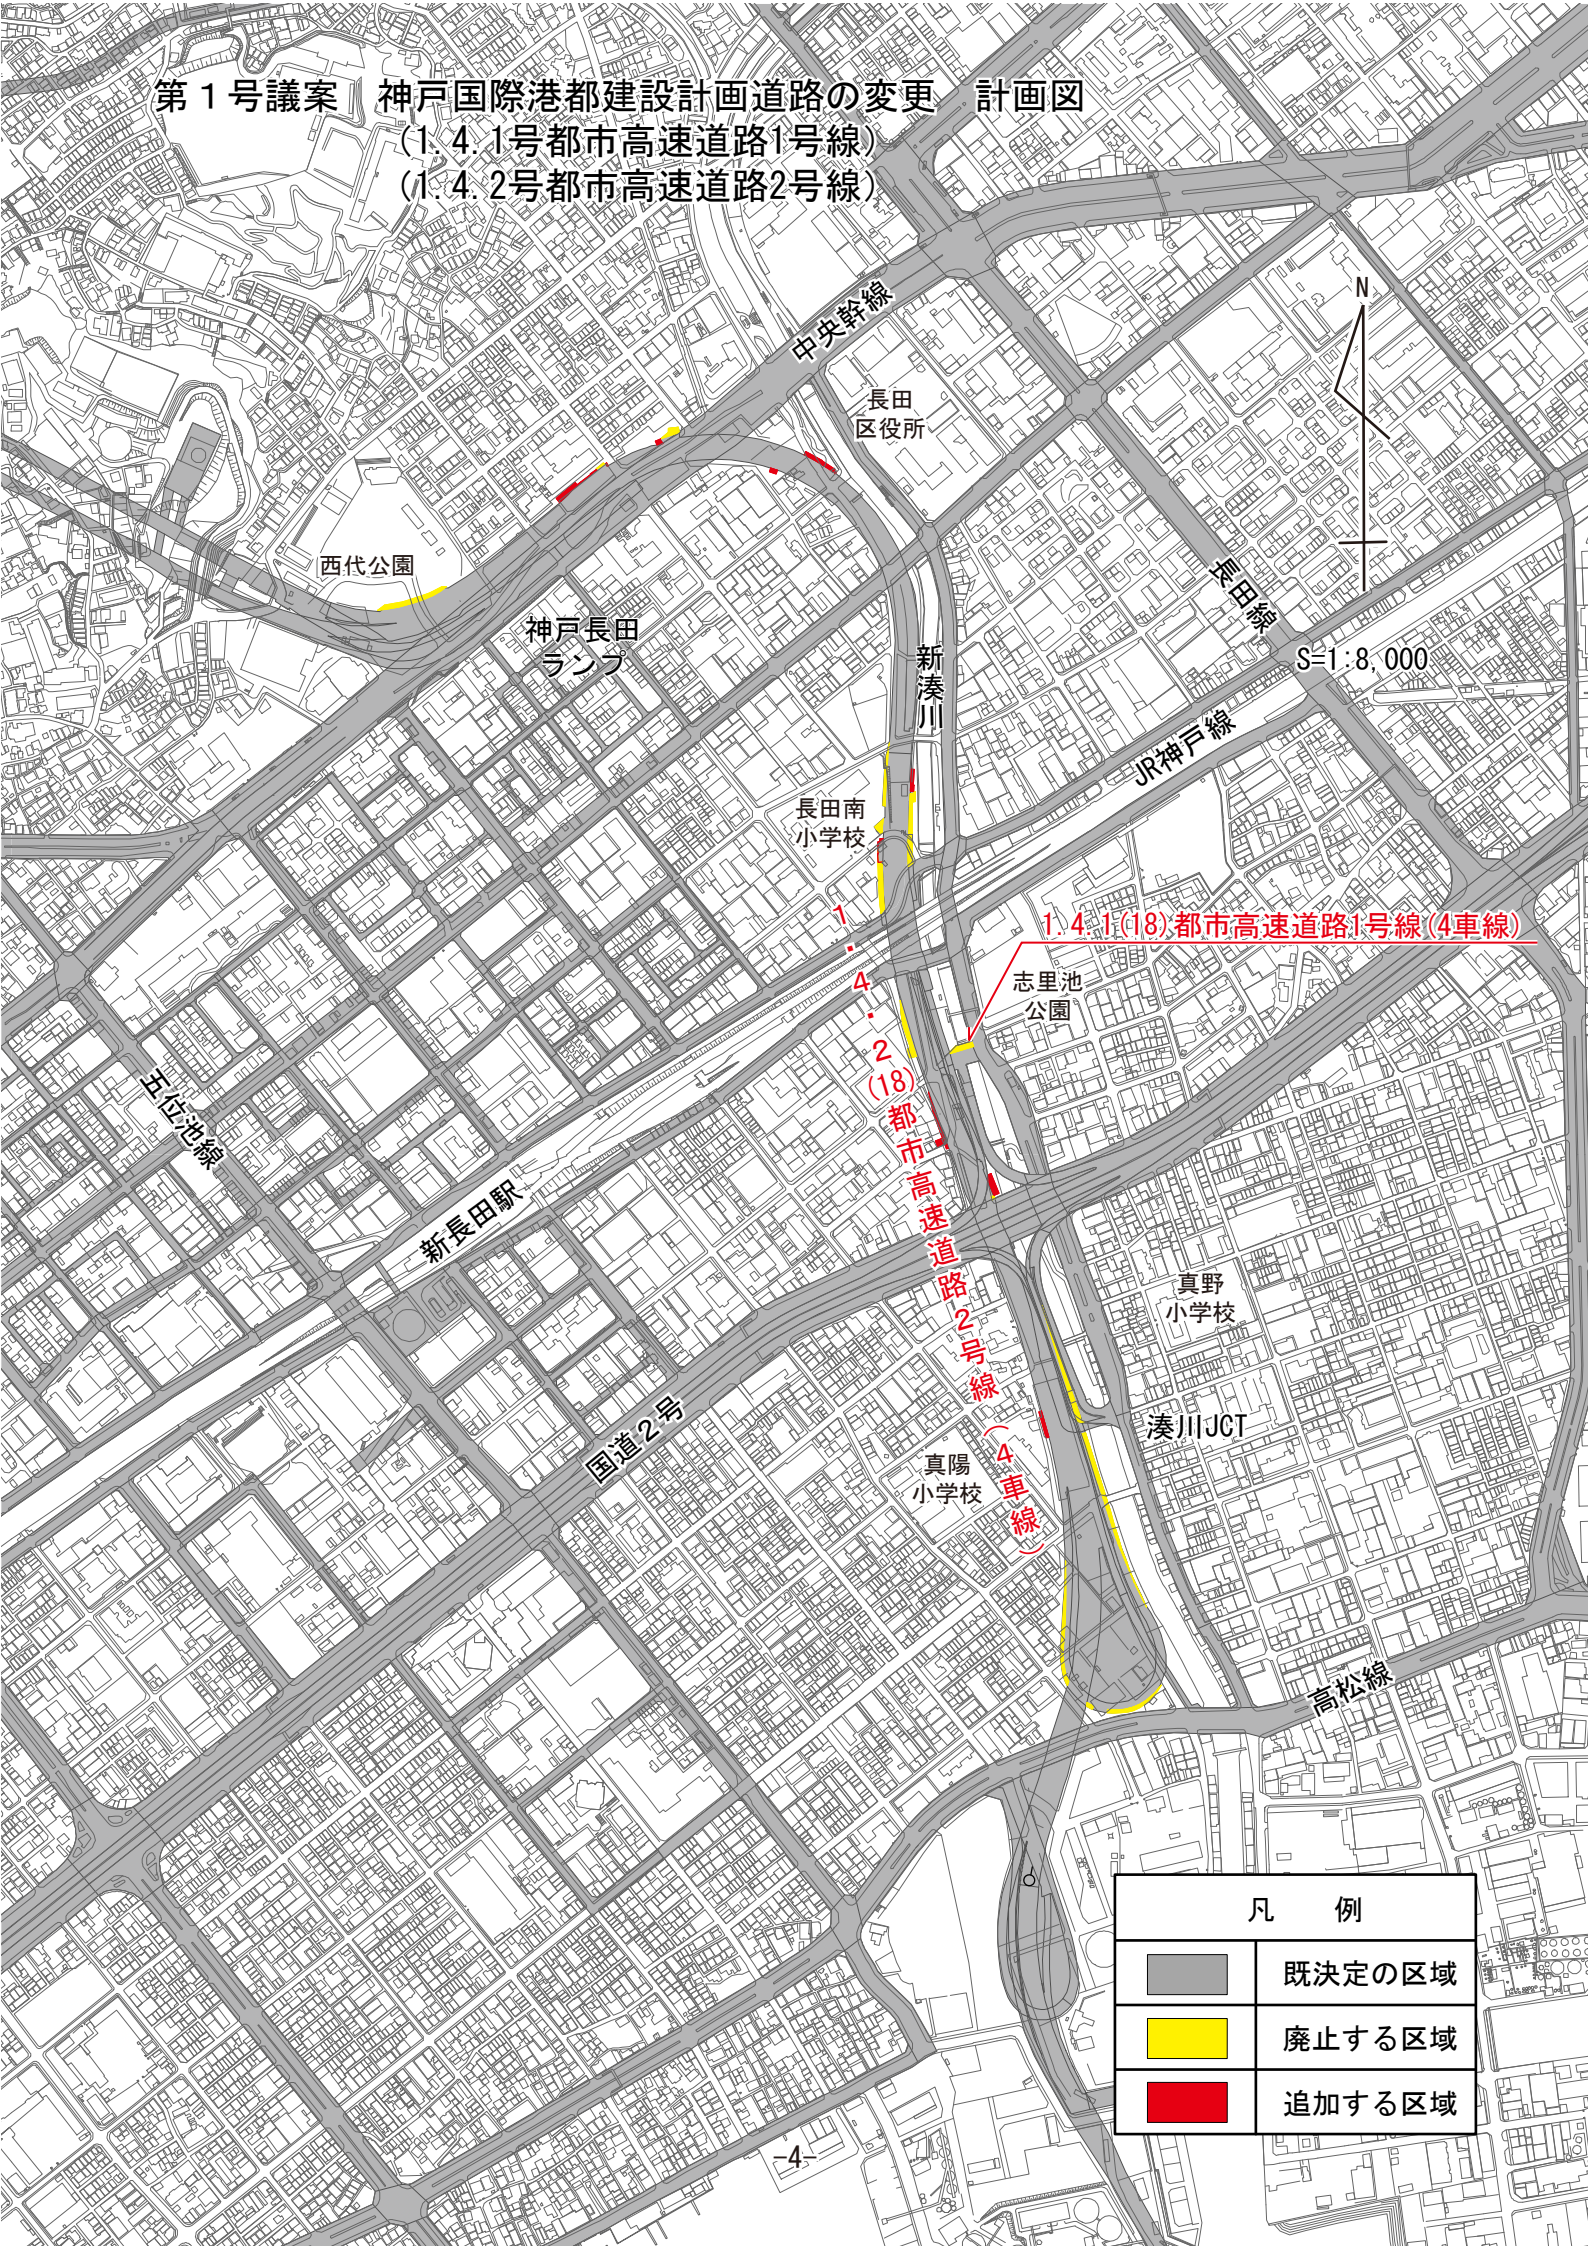 第１号議案　神戸国際港都建設計画道路の変更　計画図
(1.4.1号都市高速道路1号線)
(1.4.2号都市高速道路2号線)
N
中央幹線
長田
区役所
西代公園
神戸長田
ランプ
長田線
S=1:8,000
新湊川
JR神戸線
長田南
小学校
1.4.1(18)都市高速道路1号線(4車線)
志里池
公園
1.4.2(18)都市高速道路2号線(4車線)
五位池線
新長田駅
真野
小学校
国道２号
湊川JCT
真陽
小学校
高松線
凡　例
既決定の区域
廃止する区域
追加する区域
-4-